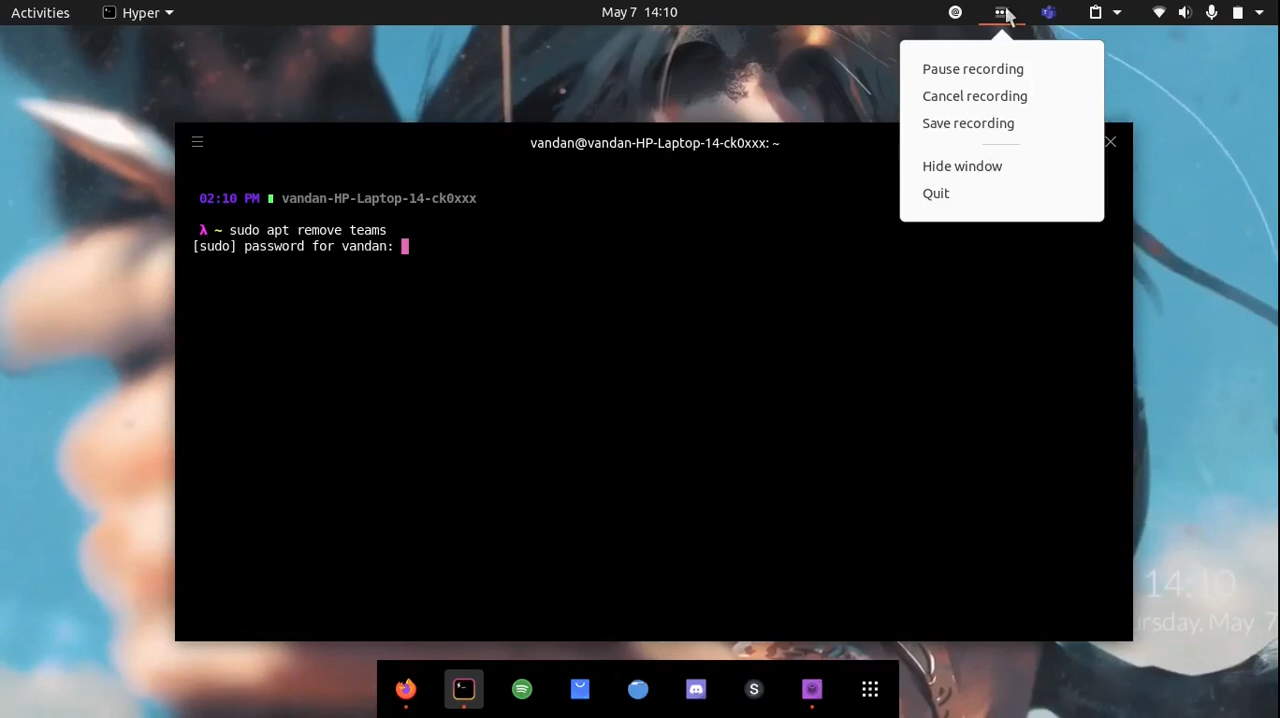 Activities Hyper May 7 14:10
Pause recording
Cancel recording
Save recording
Hide window
Quit
vandan@vandan-HP-Laptop-14-ck0xxx: ~
02:10 PM vandan-HP-Laptop-14-ck0xxx
λ ~ sudo apt remove teams
[sudo] password for vandan:
14:10
ursday, May 7
S